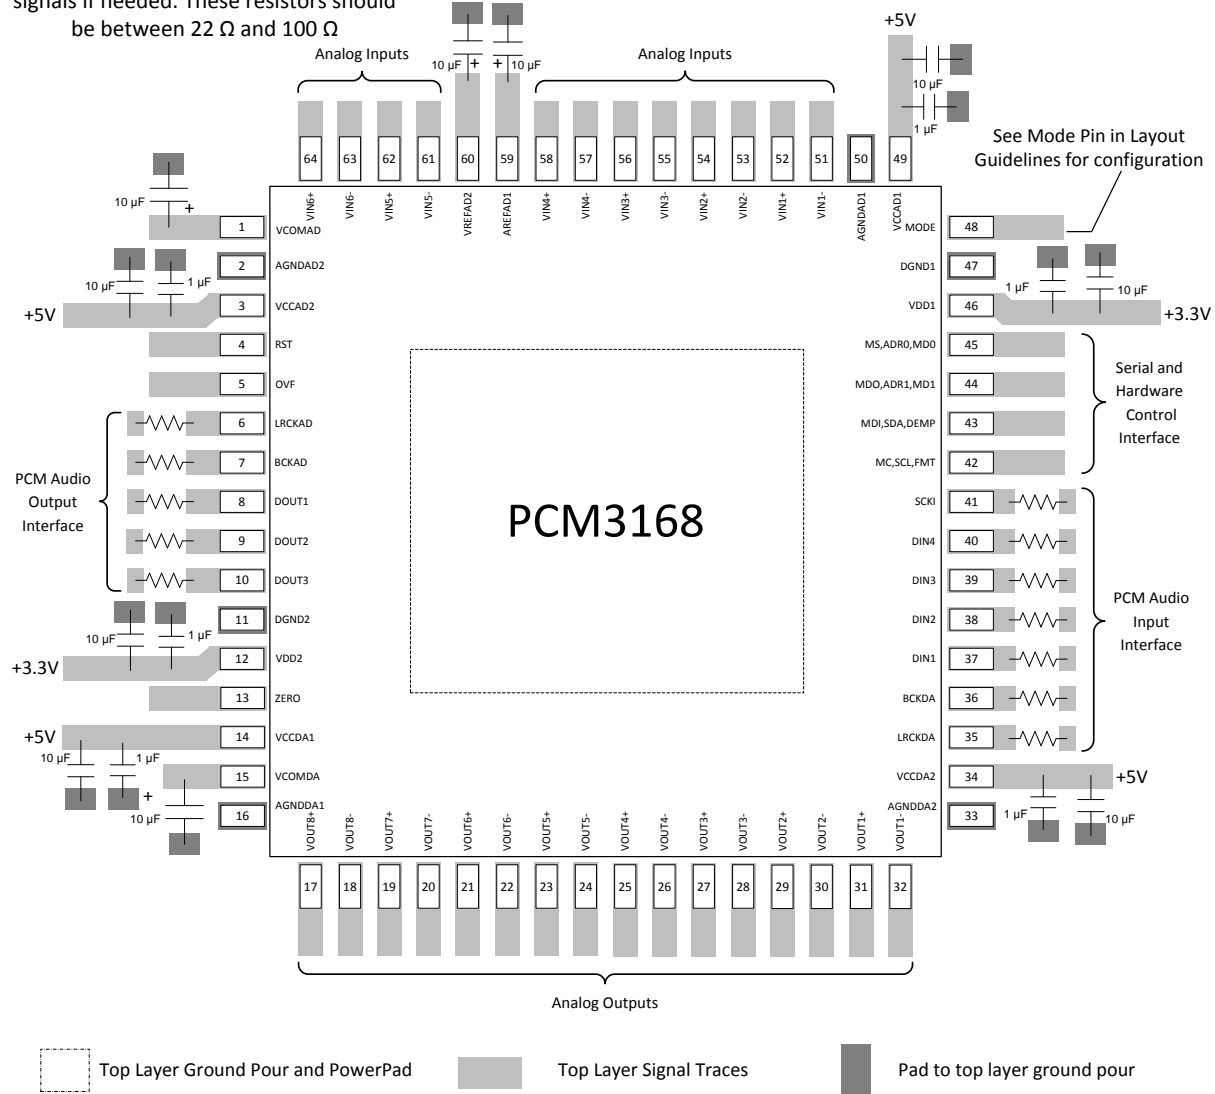 signals if needed. These resistors should
be between 22 Ω and 100 Ω
Analog Inputs
10 µF
+
+
10 µF
Analog Inputs
+5V
10 µF
1 µF
See Mode Pin in Layout
Guidelines for configuration
64
63
62
61
60
59
58
57
56
55
54
53
52
51
50
49
VIN6+
VIN6-
VIN5+
VIN5-
VREFAD2
AREFAD1
VIN4+
VIN4-
VIN3+
VIN3-
VIN2+
VIN2-
VIN1+
VIN1-
AGNDAD1
VCCAD1
10 µF
+
1
VCOMAD
2
AGNDAD2
10 µF
1 µF
+5V
3
VCCAD2
4
RST
5
OVF
6
LRCKAD
7
BCKAD
8
DOUT1
9
DOUT2
10
DOUT3
PCM Audio
Output
Interface
11
DGND2
10 µF
1 µF
+3.3V
12
VDD2
13
ZERO
+5V
14
VCCDA1
10 µF
1 µF
15
VCOMDA
+
10 µF
16
AGNDDA1
PCM3168
MODE
48
DGND1
47
1 µF
10 µF
VDD1
46
+3.3V
MS,ADR0,MD0
45
MDO,ADR1,MD1
44
MDI,SDA,DEMP
43
MC,SCL,FMT
42
Serial and
Hardware
Control
Interface
SCKI
41
DIN4
40
DIN3
39
DIN2
38
DIN1
37
BCKDA
36
LRCKDA
35
PCM Audio
Input
Interface
VCCDA2
34
+5V
AGNDDA2
33
1 µF
10 µF
VOUT8+
VOUT8-
VOUT7+
VOUT7-
VOUT6+
VOUT6-
VOUT5+
VOUT5-
VOUT4+
VOUT4-
VOUT3+
VOUT3-
VOUT2+
VOUT2-
VOUT1+
VOUT1-
17
18
19
20
21
22
23
24
25
26
27
28
29
30
31
32
Analog Outputs
Top Layer Ground Pour and PowerPad
Top Layer Signal Traces
Pad to top layer ground pour